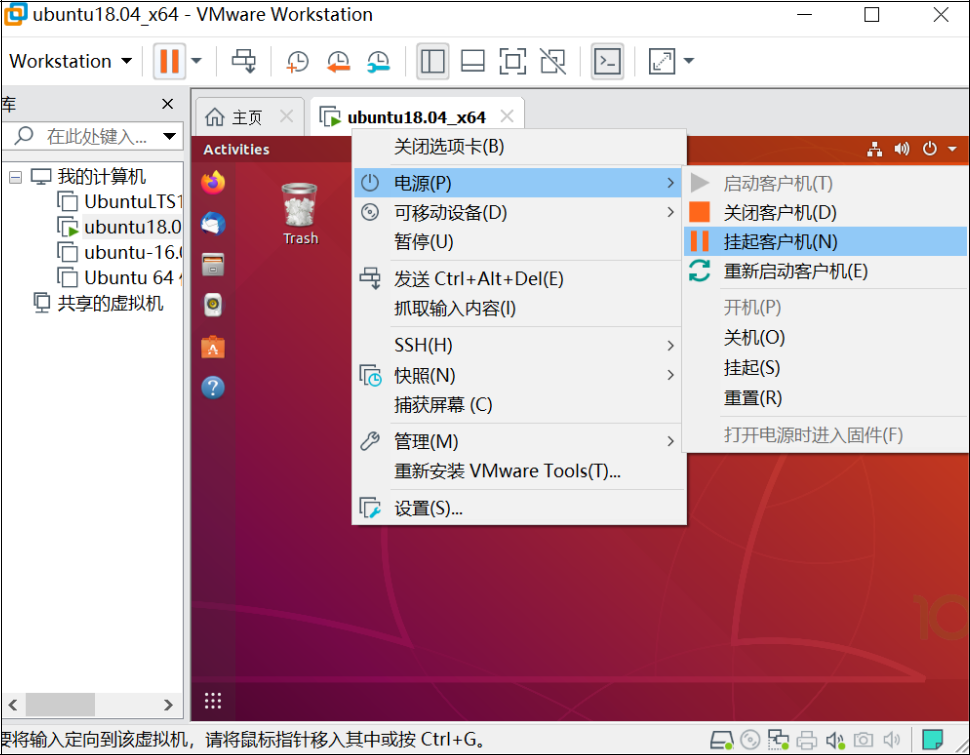 ubuntu18.04_x64 - VMware Workstation
Workstation
库
在此处键入...
我的计算机
UbuntuLTS1
ubuntu18.0
ubuntu-16.0
Ubuntu 64
共享的虚拟机
主页
ubuntu18.04_x64
Activities
Trash
关闭选项卡(B)
电源(P)
可移动设备(D)
暂停(U)
发送 Ctrl+Alt+Del(E)
抓取输入内容(I)
SSH(H)
快照(N)
捕获屏幕 (C)
管理(M)
重新安装 VMware Tools(T)...
设置(S)...
启动客户机(T)
关闭客户机(D)
挂起客户机(N)
重新启动客户机(E)
开机(P)
关机(O)
挂起(S)
重置(R)
打开电源时进入固件(F)
10
要将输入定向到该虚拟机，请将鼠标指针移入其中或按 Ctrl+G。